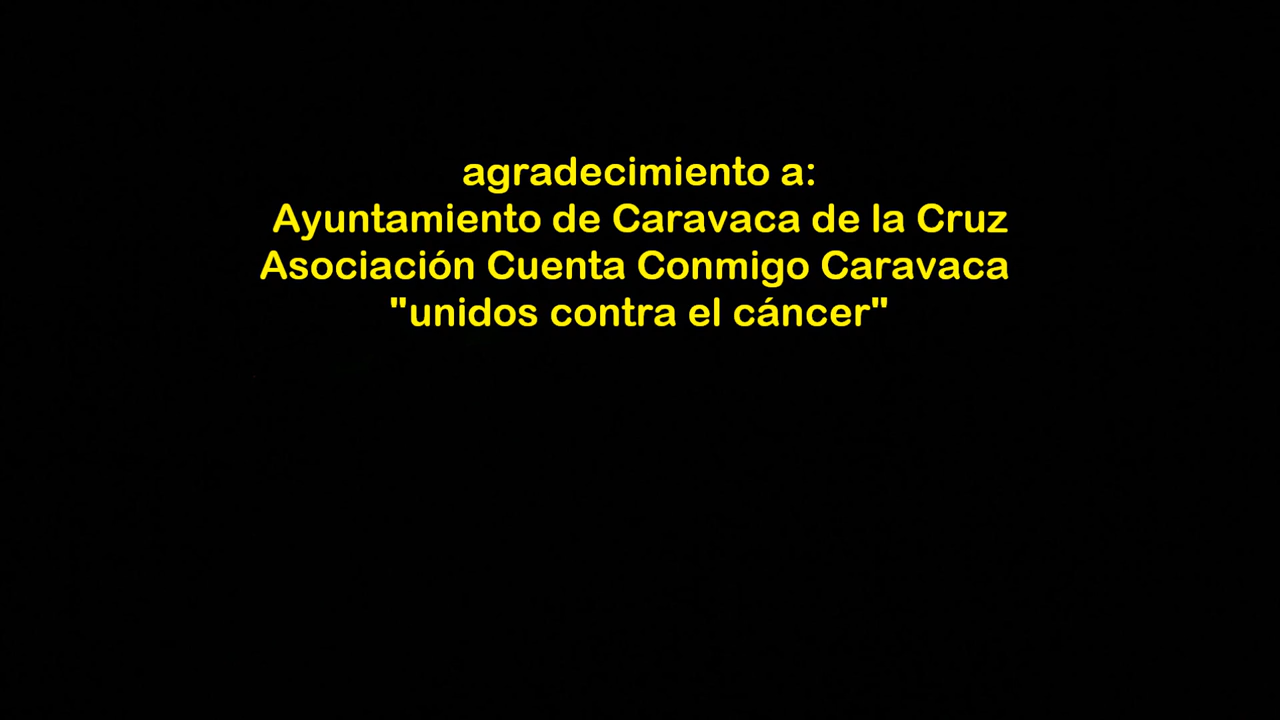 agradecimiento a:
Ayuntamiento de Caravaca de la Cruz
Asociación Cuenta Conmigo Caravaca
"unidos contra el cáncer"